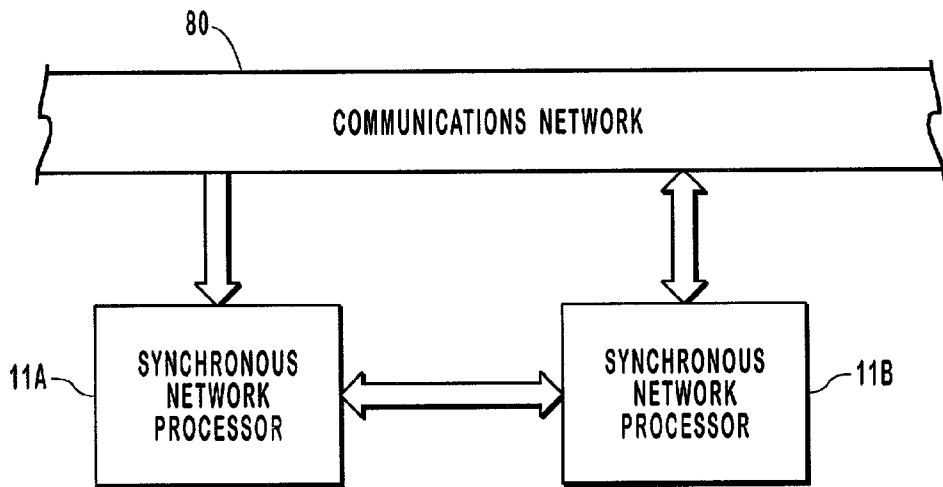 80
COMMUNICATIONS NETWORK
11A
SYNCHRONOUS
NETWORK
PROCESSOR
SYNCHRONOUS
NETWORK
PROCESSOR
11B